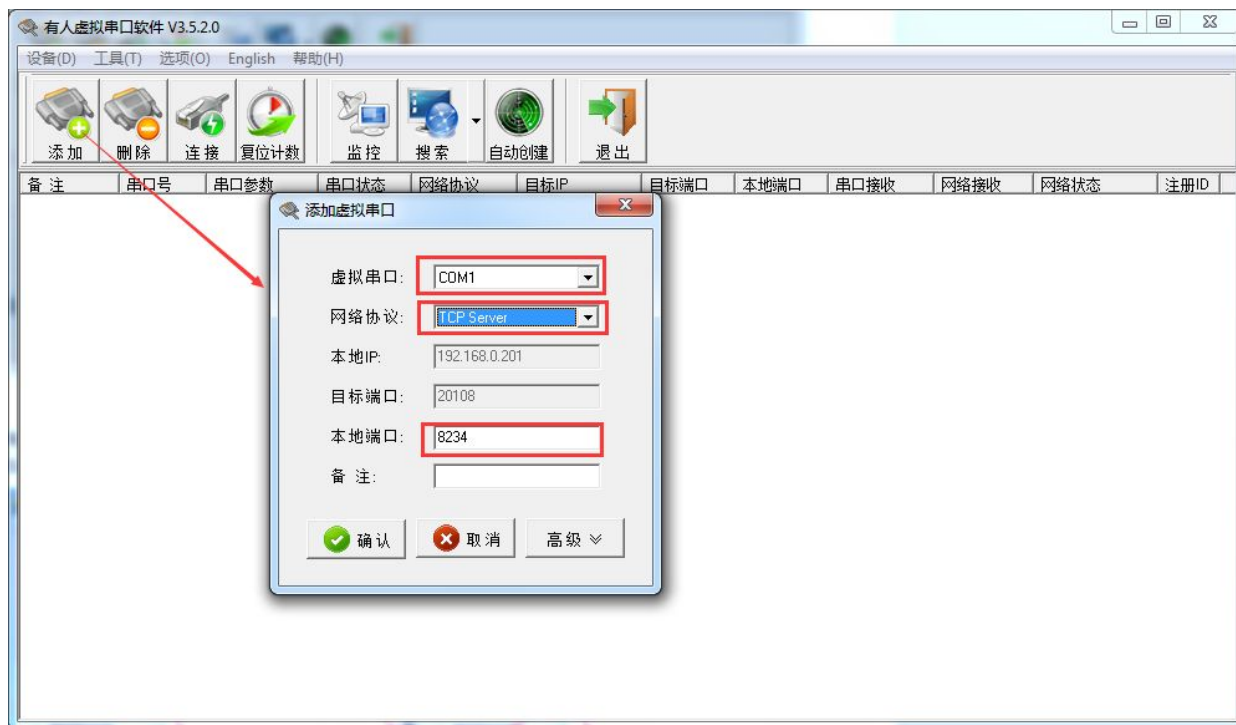 有人虚拟串口软件 V3.5.2.0
设备(D) 工具(T) 选项(O) English 帮助(H)
添加 删除 连接 复位计数 监控 搜索 自动创建 退出
备注 串口号 串口参数 串口状态 网络协议 目标IP 目标端口 本地端口 串口接收 网络接收 网络状态 注册ID
添加虚拟串口
虚拟串口: COM1
网络协议: TCP Server
本地IP: 192.168.0.201
目标端口: 20108
本地端口: 8234
备 注:
确认 取消 高级